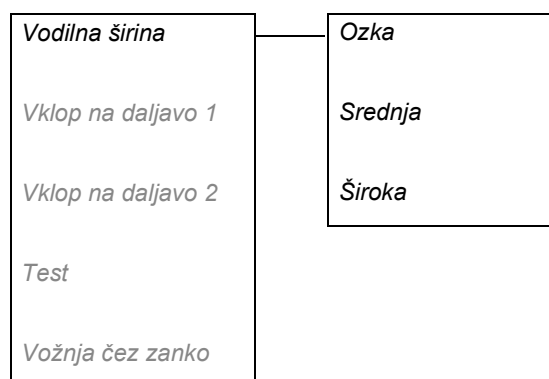 Vodilna širina
Vklop na daljavo 1
Vklop na daljavo 2
Test
Vožnja čez zanko
Ozka
Srednja
Široka